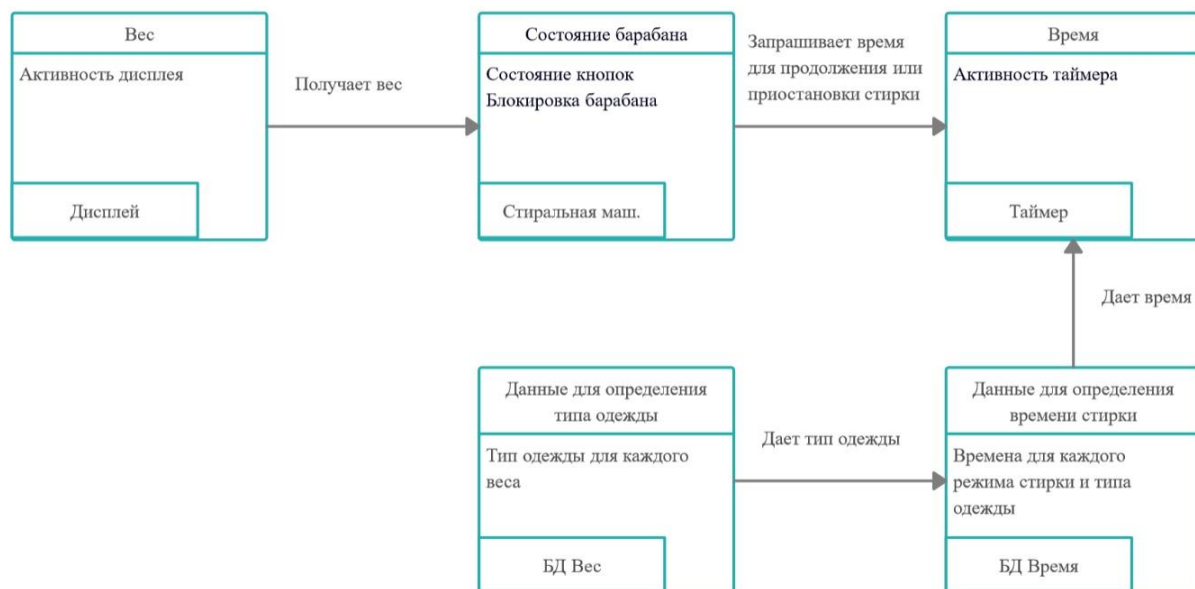 Вес
Активность дисплея
Дисплей
Получает вес
Состояние барабана
Состояние кнопок
Блокировка барабана
Стиральная маш.
Запрашивает время
для продолжения или
приостановки стирки
Время
Активность таймера
Таймер
Дает время
Данные для определения
типа одежды
Тип одежды для каждого
веса
БД Вес
Дает тип одежды
Данные для определения
времени стирки
Времена для каждого
режима стирки и типа
одежды
БД Время